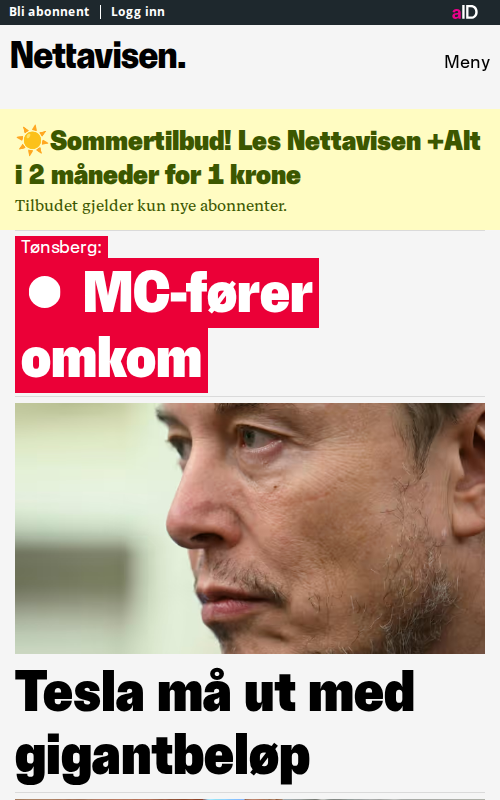 Bli abonnent | Logg inn
aID
Nettavisen.
Meny
☀️Sommertilbud! Les Nettavisen +Alt
i 2 måneder for 1 krone
Tilbudet gjelder kun nye abonnenter.
Tønsberg:
● MC-fører
omkom
Tesla må ut med
gigantbeløp